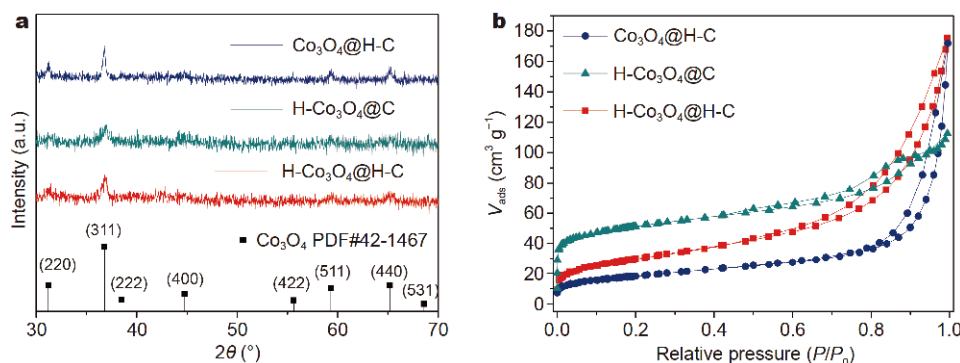 a
Co₃O₄@H-C
H-Co₃O₄@C
H-Co₃O₄@H-C
Co₃O₄ PDF#42-1467
(311)
(220)
(222)
(400)
(422)
(511)
(440)
(531)
30 40 50 60 70
2θ (°)
Intensity (a.u.)
b
Co₃O₄@H-C
H-Co₃O₄@C
H-Co₃O₄@H-C
180
160
140
120
100
80
60
40
20
0
0.0 0.2 0.4 0.6 0.8 1.0
Relative pressure (P/P₀)
V_ads (cm³ g⁻¹)